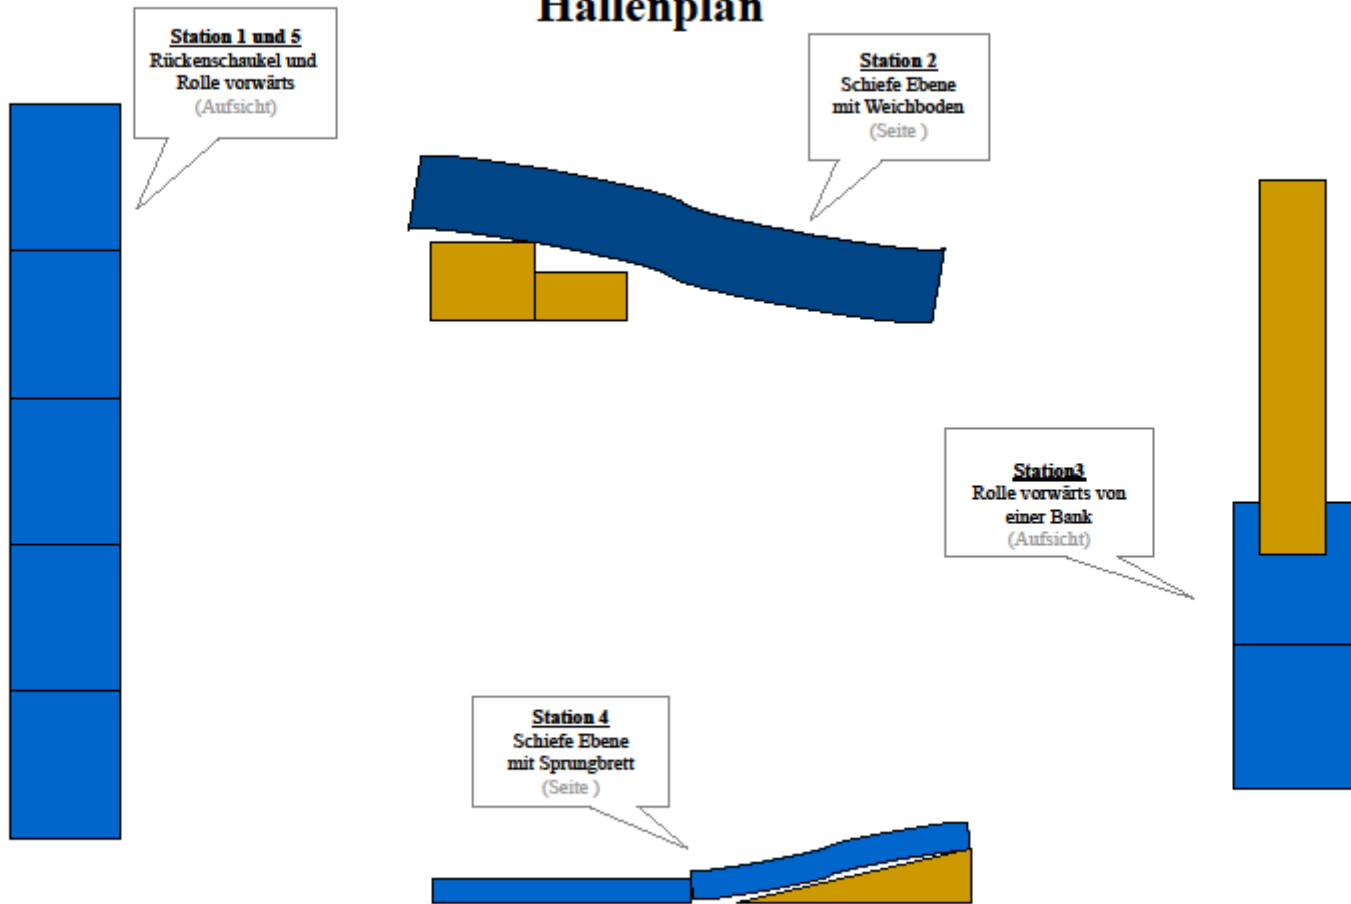 Hallenplan
Station 1 und 5
Rückenschaukel und
Rolle vorwärts
(Aufsicht)
Station 2
Schiefe Ebene
mit Weichboden
(Seite )
Station3
Rolle vorwärts von
einer Bank
(Aufsicht)
Station 4
Schiefe Ebene
mit Sprungbrett
(Seite )